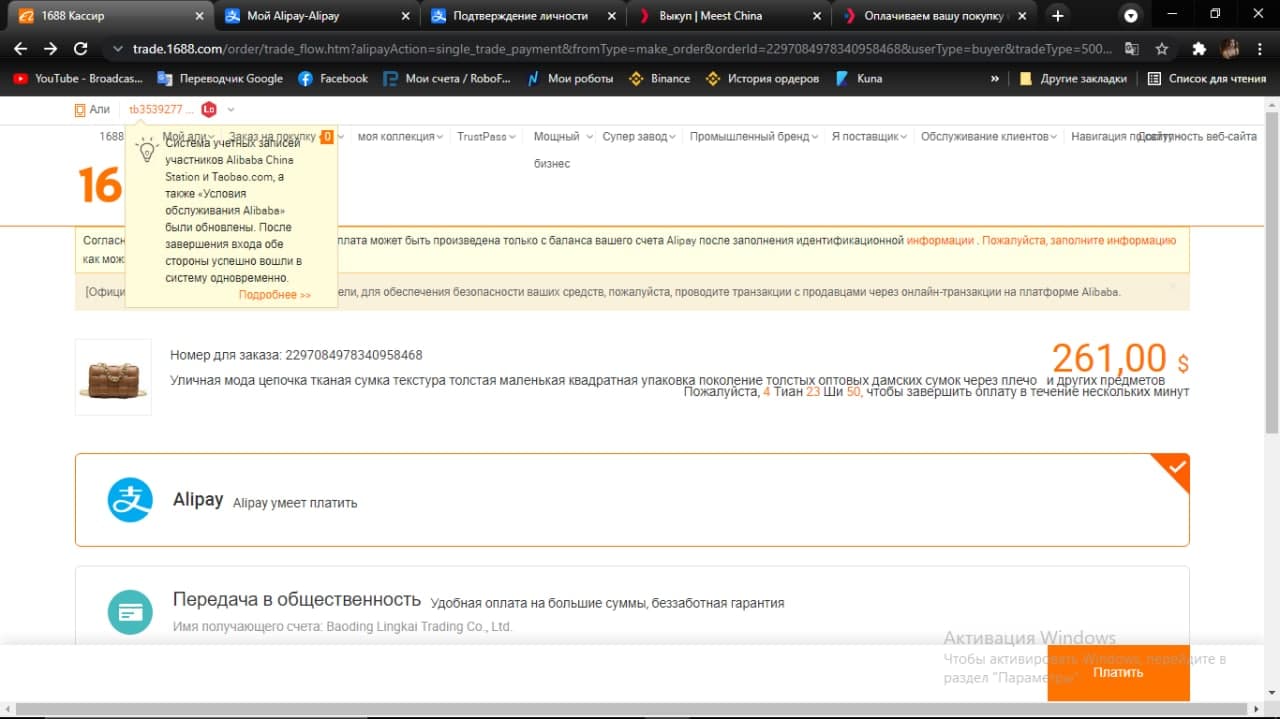 1688 Кассир
Мой Alipay-Alipay
Подтверждение личности
Выкуп | Meest China
Оплачиваем вашу покупку
trade.1688.com/order/trade_flow.htm?alipayAction=single_trade_payment&fromType=make_order&orderId=2297084978340958468&userType=buyer&tradeType=500...
YouTube - Broadcas...
Переводчик Google
Facebook
Мои счета / RoboF...
Мои роботы
Binance
История ордеров
Kuna
»
Другие закладки
Список для чтения
Али
tb3539277 ...
Lo
1688
Мой али
Заказ на покупку
0
моя коллекция
TrustPass
Мощный
бизнес
Супер завод
Промышленный бренд
Я поставщик
Обслуживание клиентов
Навигация по сайту
Доступность веб-сайта
16
Система учетных записей
участников Alibaba China
Station и Taobao.com, а
также «Условия
обслуживания Alibaba»
были обновлены. После
завершения входа обе
стороны успешно вошли в
систему одновременно.
Подробнее >>
Согласн
плата может быть произведена только с баланса вашего счета Alipay после заполнения идентификационной информации . Пожалуйста, заполните информацию
как мож
[Офици
ели, для обеспечения безопасности ваших средств, пожалуйста, проводите транзакции с продавцами через онлайн-транзакции на платформе Alibaba.
Номер для заказа: 2297084978340958468
261,00 $
Уличная мода цепочка тканая сумка текстура толстая маленькая квадратная упаковка поколение толстых оптовых дамских сумок через плечо и других предметов
Пожалуйста, 4 Тиан 23 Ши 50, чтобы завершить оплату в течение нескольких минут
支
Alipay Alipay умеет платить
Передача в общественность Удобная оплата на большие суммы, беззаботная гарантия
Имя получающего счета: Baoding Lingkai Trading Co., Ltd.
Активация Windows
Чтобы активировать Windows, перейдите в
раздел "Параметры".
Платить